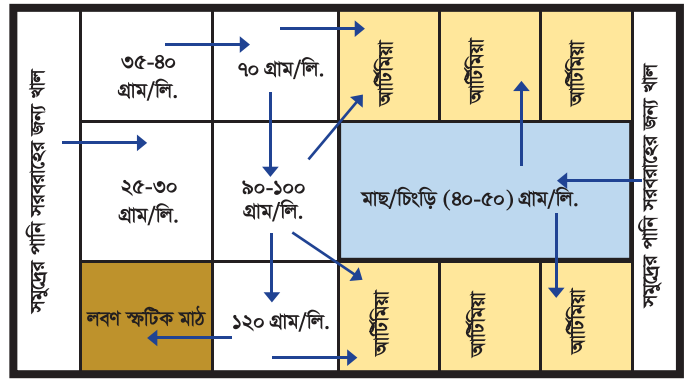 সমুদ্রের পানি সরবরাহের জন্য খাল
৩৫-৪০
গ্রাম/লি.
৭০ গ্রাম/লি.
আর্টিমিয়া
আর্টিমিয়া
আর্টিমিয়া
সমুদ্রের পানি সরবরাহের জন্য খাল
২৫-৩০
গ্রাম/লি.
৯০-১০০
গ্রাম/লি.
মাছ/চিংড়ি (৪০-৫০) গ্রাম/লি.
লবণ স্ফটিক মাঠ
১২০ গ্রাম/লি.
আর্টিমিয়া
আর্টিমিয়া
আর্টিমিয়া